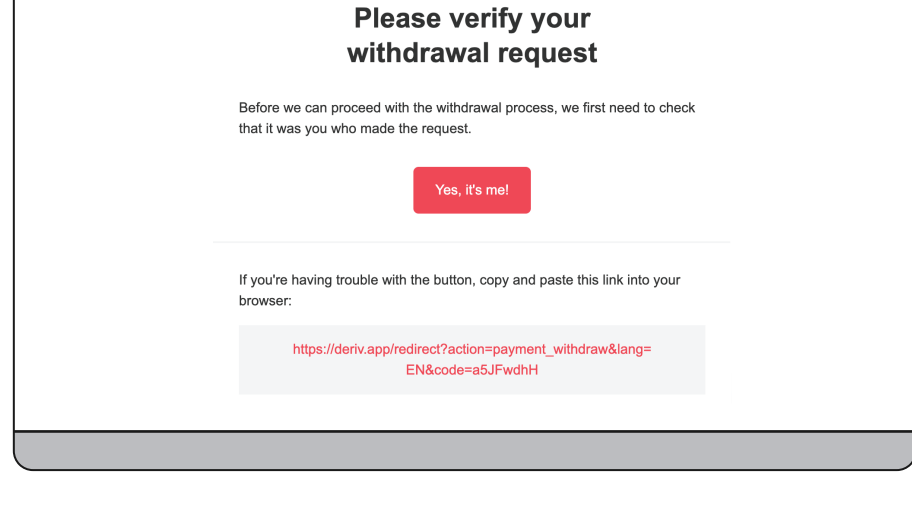 Please verify your
withdrawal request
Before we can proceed with the withdrawal process, we first need to check
that it was you who made the request.
Yes, it's me!
If you're having trouble with the button, copy and paste this link into your
browser:
https://deriv.app/redirect?action=payment_withdraw&lang=
EN&code=a5JFwdhH